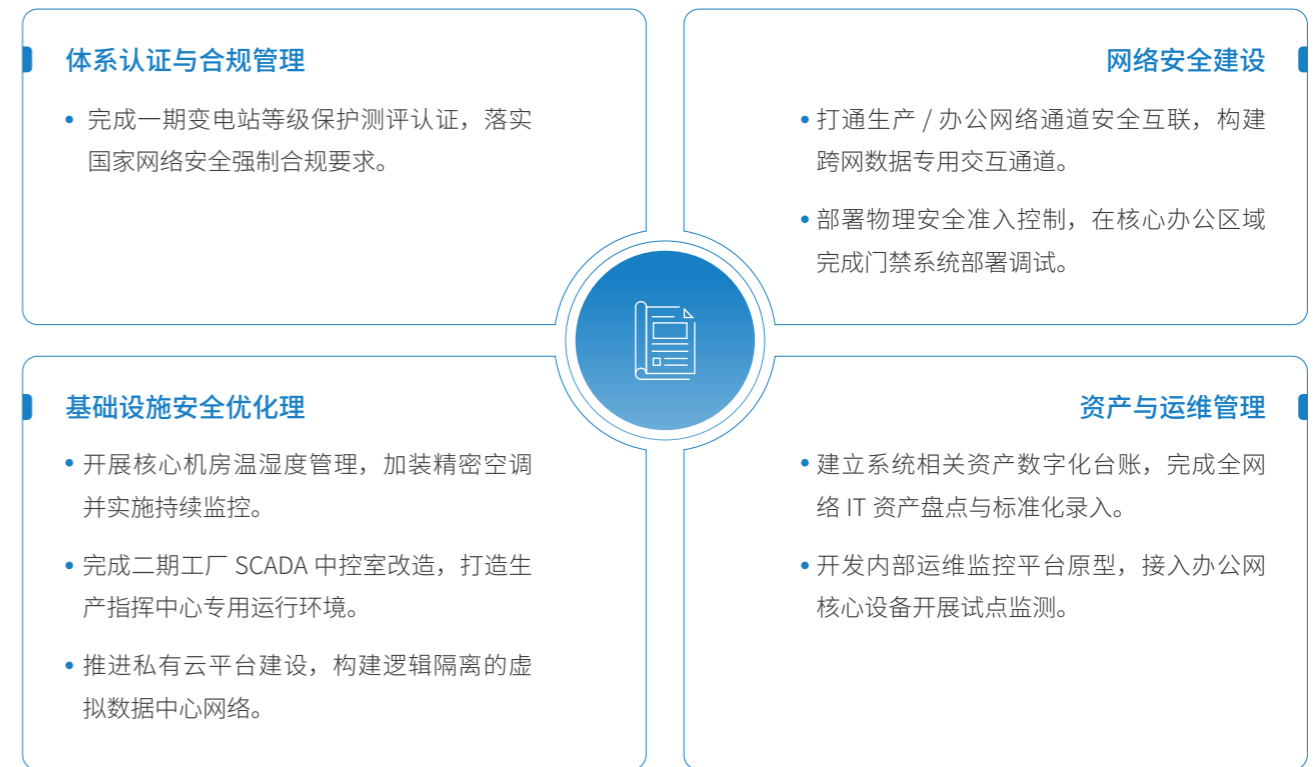 体系认证与合规管理
• 完成一期变电站等级保护测评认证，落实
国家网络安全强制合规要求。
网络安全建设
• 打通生产 / 办公网络通道安全互联，构建
跨网数据专用交互通道。
• 部署物理安全准入控制，在核心办公区域
完成门禁系统部署调试。
基础设施安全优化理
• 开展核心机房温湿度管理，加装精密空调
并实施持续监控。
• 完成二期工厂 SCADA 中控室改造，打造生
产指挥中心专用运行环境。
• 推进私有云平台建设，构建逻辑隔离的虚
拟数据中心网络。
资产与运维管理
• 建立系统相关资产数字化台账，完成全网
络 IT 资产盘点与标准化录入。
• 开发内部运维监控平台原型，接入办公网
核心设备开展试点监测。